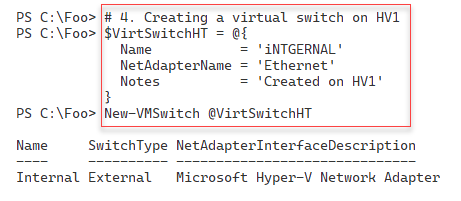 PS C:\Foo> # 4. Creating a virtual switch on HV1
PS C:\Foo> $VirtSwitchHT = @{
Name           = 'iNTGERNAL'
NetAdapterName = 'Ethernet'
Notes          = 'Created on HV1'
}
PS C:\Foo> New-VMSwitch @VirtSwitchHT
Name     SwitchType NetAdapterInterfaceDescription
----     ---------- ------------------------------
Internal External   Microsoft Hyper-V Network Adapter